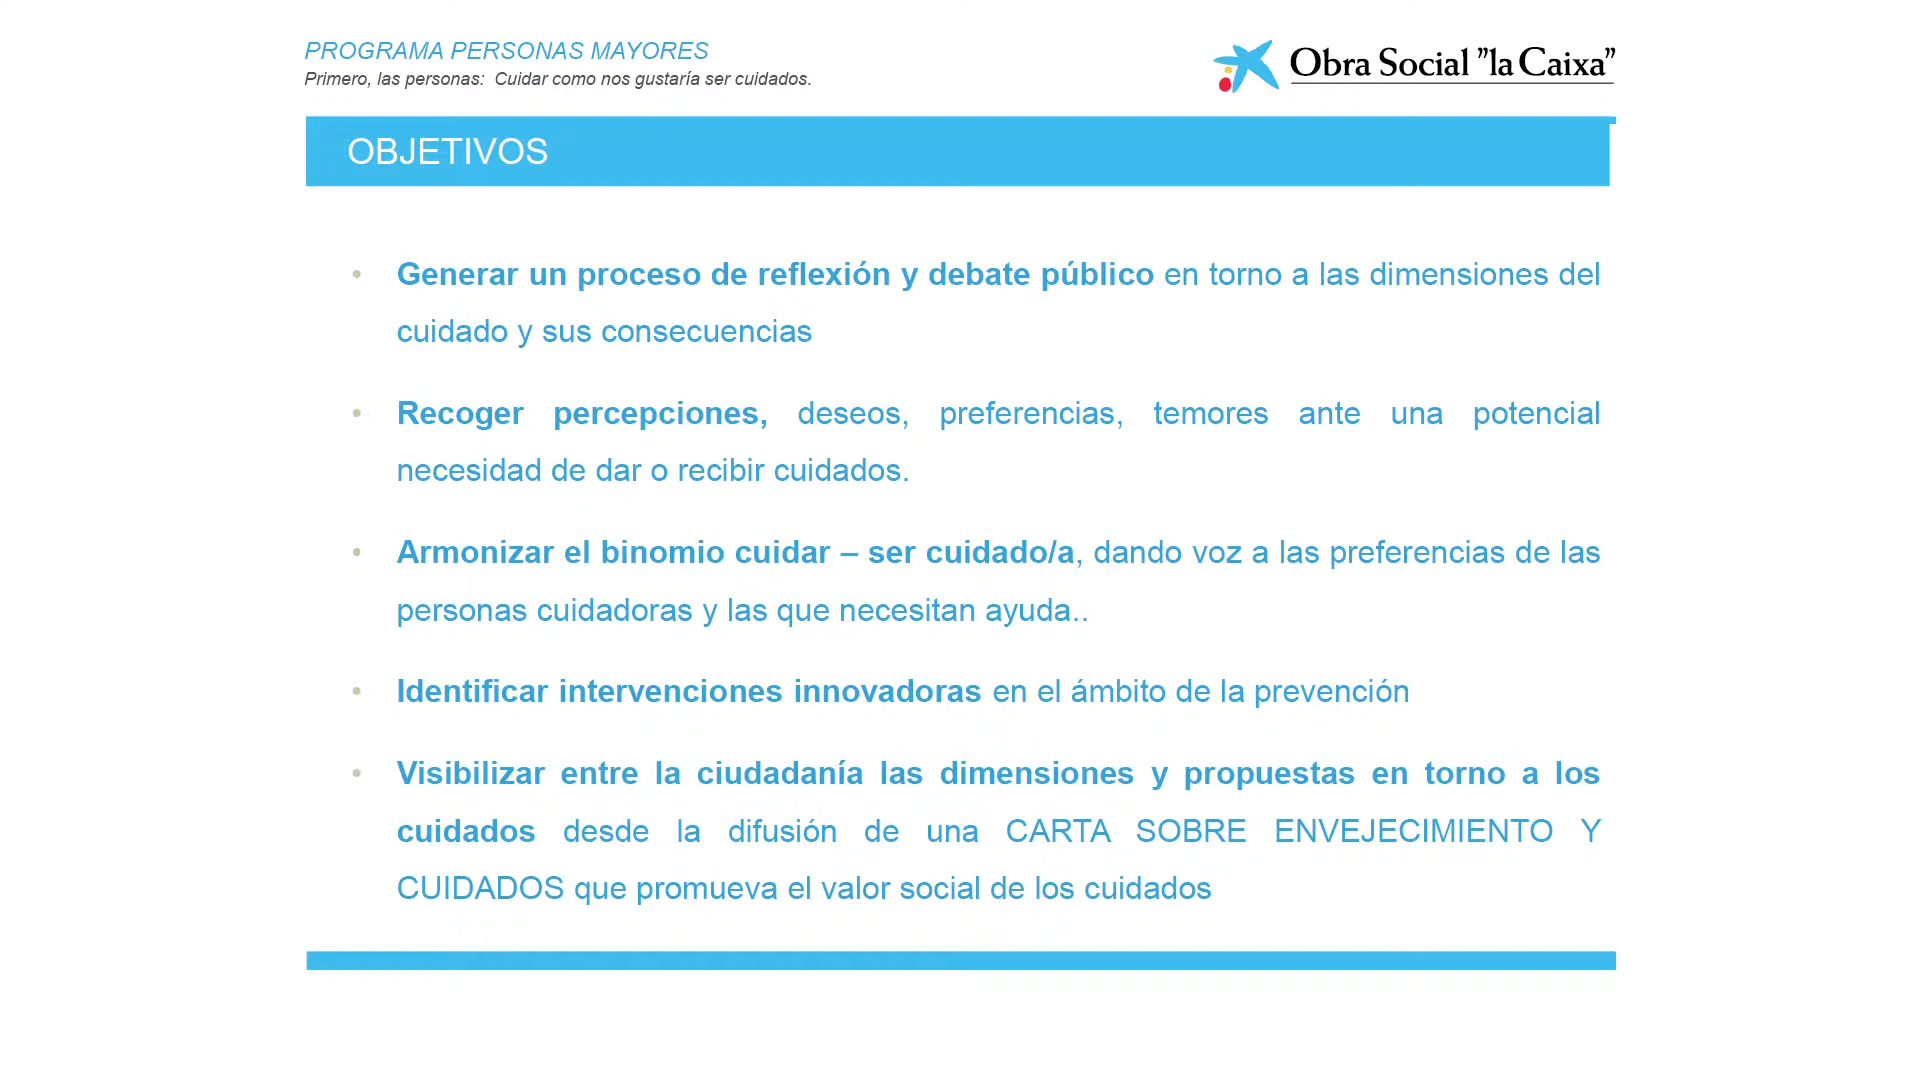 PROGRAMA PERSONAS MAYORES
Primero, las personas: Cuidar como nos gustaría ser cuidados.
Obra Social "la Caixa"
OBJETIVOS
• Generar un proceso de reflexión y debate público en torno a las dimensiones del
cuidado y sus consecuencias
• Recoger percepciones, deseos, preferencias, temores ante una potencial
necesidad de dar o recibir cuidados.
• Armonizar el binomio cuidar – ser cuidado/a, dando voz a las preferencias de las
personas cuidadoras y las que necesitan ayuda..
• Identificar intervenciones innovadoras en el ámbito de la prevención
• Visibilizar entre la ciudadanía las dimensiones y propuestas en torno a los
cuidados desde la difusión de una CARTA SOBRE ENVEJECIMIENTO Y
CUIDADOS que promueva el valor social de los cuidados